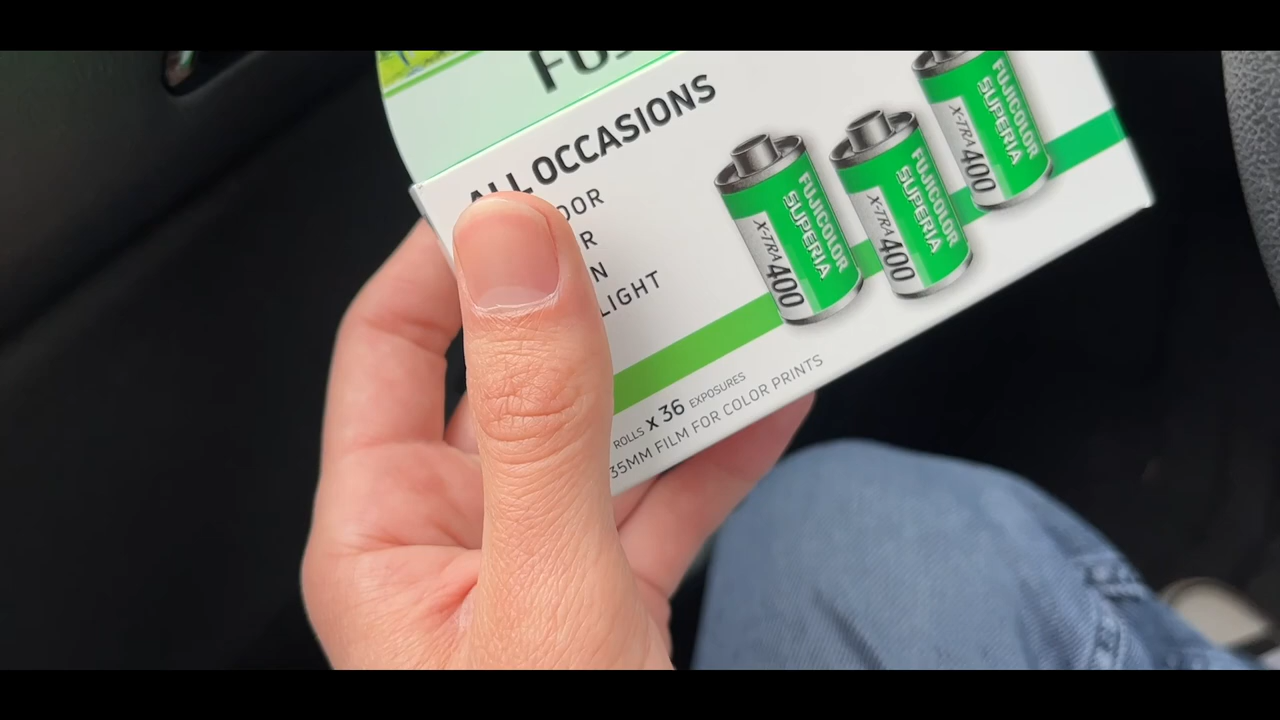 ALL OCCASIONS
LIGHT
FUJICOLOR
SUPERIA
X-TRA 400
FUJICOLOR
SUPERIA
X-TRA 400
FUJICOLOR
SUPERIA
X-TRA 400
ROLLS x 36 EXPOSURES
35MM FILM FOR COLOR PRINTS